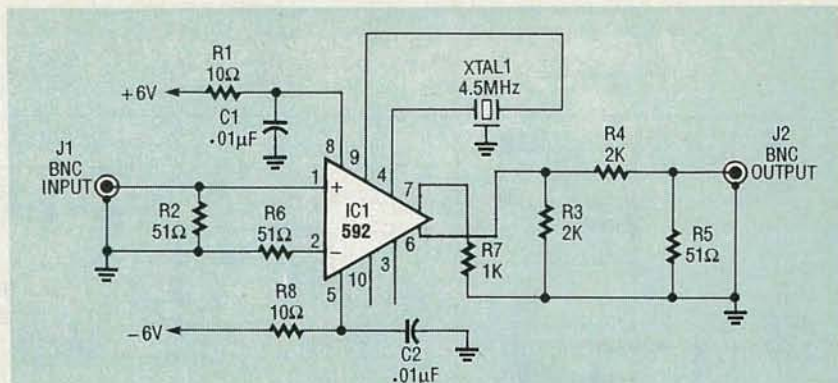 R1
10Ω
+6V
C1
.01µF
XTAL1
4.5MHz
J1
BNC
INPUT
8
9
4
7
1
+
IC1
592
2
−
6
5
10
3
R2
51Ω
R6
51Ω
R7
1K
R3
2K
R4
2K
R5
51Ω
J2
BNC
OUTPUT
R8
10Ω
−6V
C2
.01µF